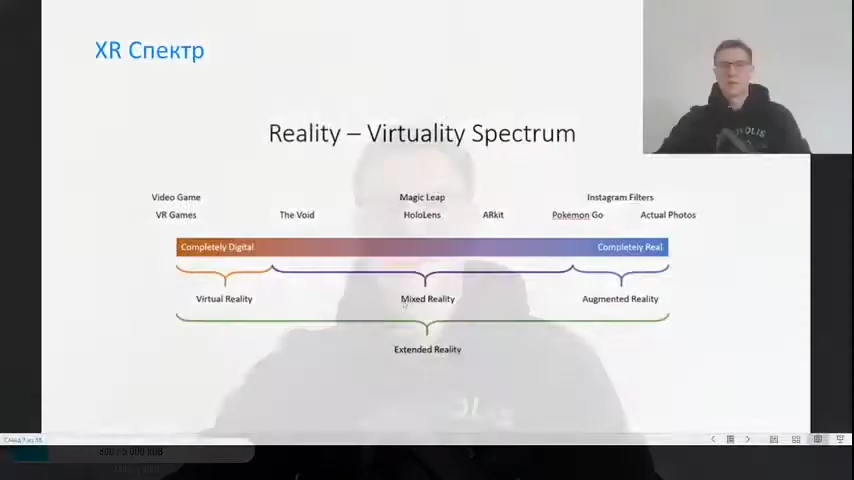 XR Спектр
Reality – Virtuality Spectrum
Video Game
Magic Leap
Instagram Filters
VR Games
The Void
HoloLens
ARkit
Pokemon Go
Actual Photos
Completely Digital
Completely Real
Virtual Reality
Mixed Reality
Augmented Reality
Extended Reality